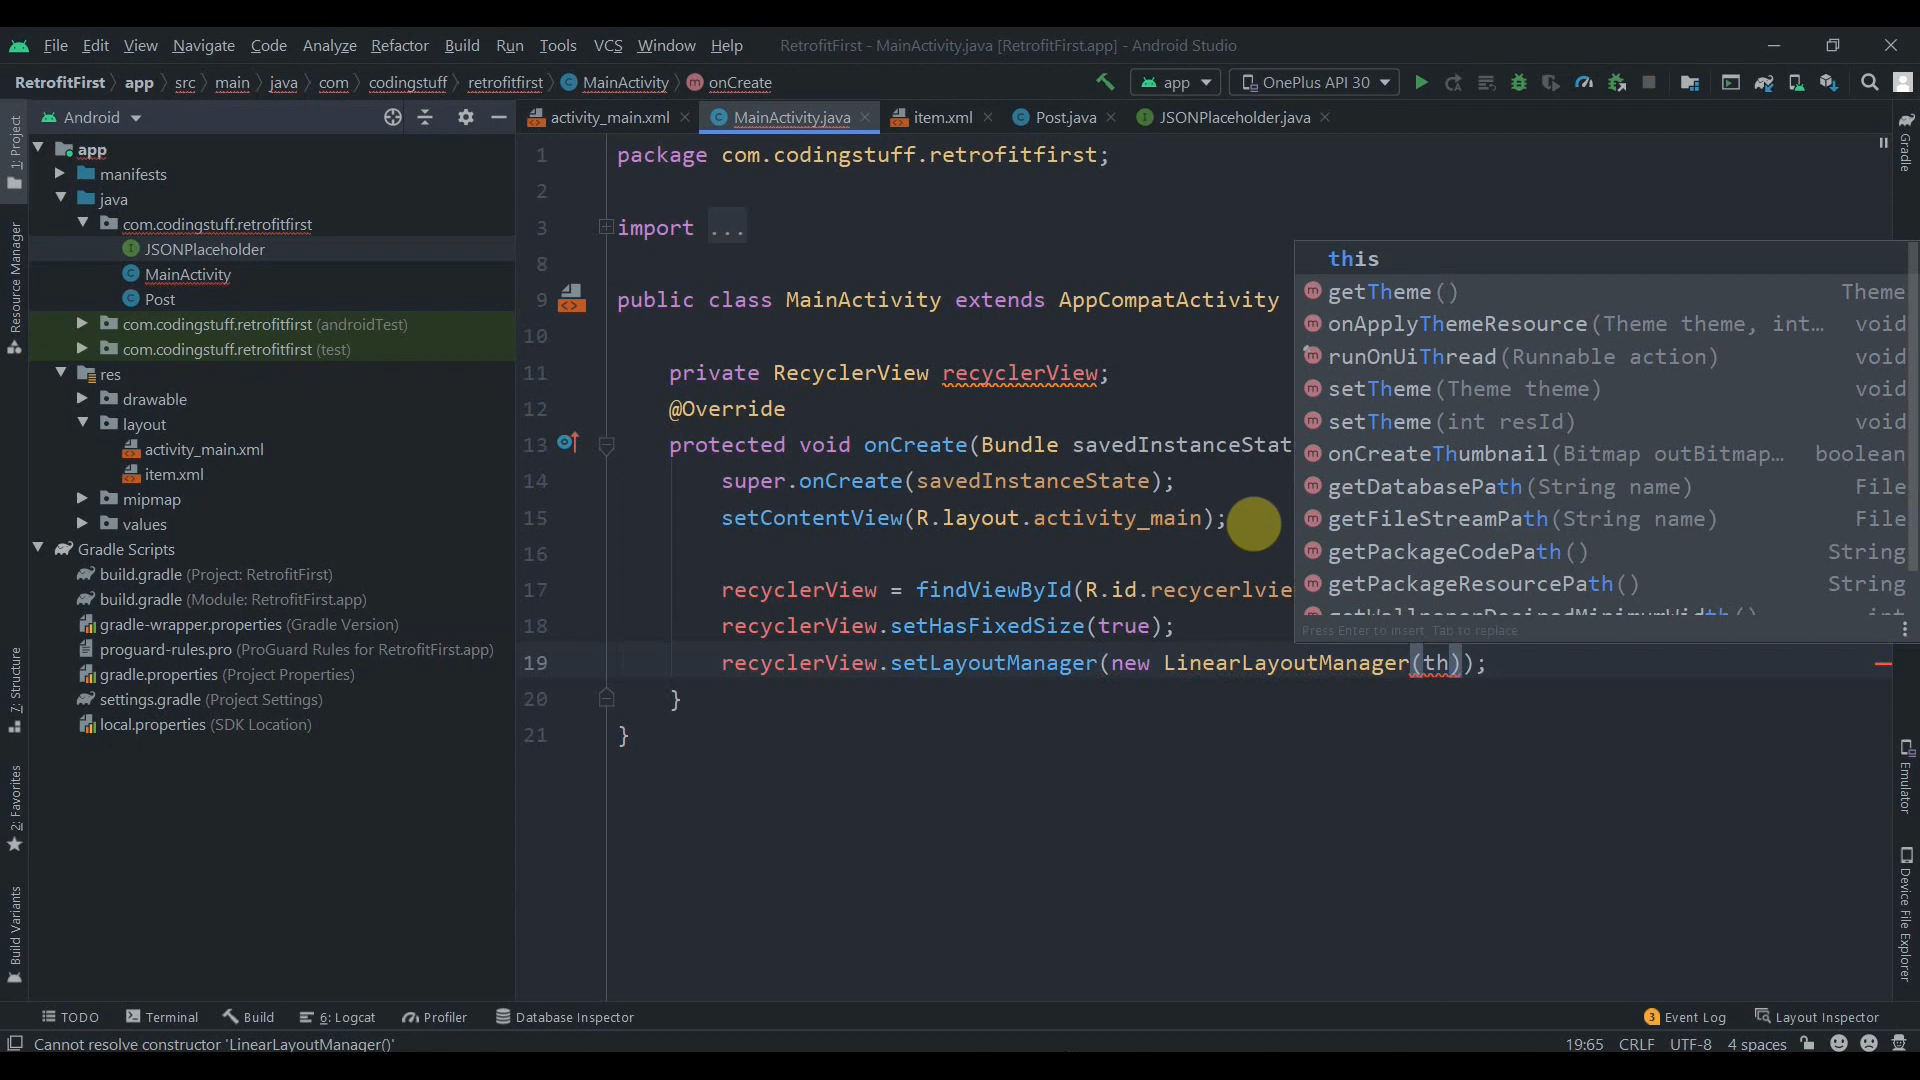 File Edit View Navigate Code Analyze Refactor Build Run Tools VCS Window Help RetrofitFirst - MainActivity.java [RetrofitFirst.app] - Android Studio
RetrofitFirst app src main java com codingstuff retrofitfirst MainActivity onCreate app OnePlus API 30
Android
activity_main.xml MainActivity.java item.xml Post.java JSONPlaceholder.java
1: Project
Resource Manager
7: Structure
2: Favorites
Build Variants
app
manifests
java
com.codingstuff.retrofitfirst
JSONPlaceholder
MainActivity
Post
com.codingstuff.retrofitfirst (androidTest)
com.codingstuff.retrofitfirst (test)
res
drawable
layout
activity_main.xml
item.xml
mipmap
values
Gradle Scripts
build.gradle (Project: RetrofitFirst)
build.gradle (Module: RetrofitFirst.app)
gradle-wrapper.properties (Gradle Version)
proguard-rules.pro (ProGuard Rules for RetrofitFirst.app)
gradle.properties (Project Properties)
settings.gradle (Project Settings)
local.properties (SDK Location)
1 package com.codingstuff.retrofitfirst;
2
3 import ...
8
9 public class MainActivity extends AppCompatActivity
10
11 private RecyclerView recyclerView;
12 @Override
13 protected void onCreate(Bundle savedInstanceStat
14 super.onCreate(savedInstanceState);
15 setContentView(R.layout.activity_main);
16
17 recyclerView = findViewById(R.id.recycerlvie
18 recyclerView.setHasFixedSize(true);
19 recyclerView.setLayoutManager(new LinearLayoutManager(th));
20 }
21 }
this
getTheme() Theme
onApplyThemeResource(Theme theme, int... void
runOnUiThread(Runnable action) void
setTheme(Theme theme) void
setTheme(int resId) void
onCreateThumbnail(Bitmap outBitmap... boolean
getDatabasePath(String name) File
getFileStreamPath(String name) File
getPackageCodePath() String
getPackageResourcePath() String
getWallpaperDesiredMinimumWidth() int
Press Enter to insert Tab to replace
Gradle
Emulator
Device File Explorer
TODO Terminal Build 6: Logcat Profiler Database Inspector 3 Event Log Layout Inspector
Cannot resolve constructor 'LinearLayoutManager()' 19:65 CRLF UTF-8 4 spaces